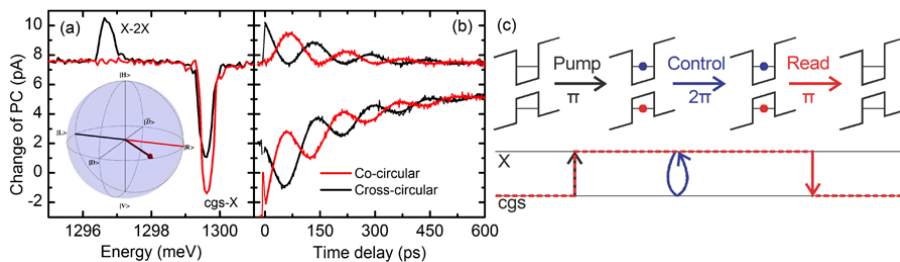 (a)
X-2X
|H>
|L>
|D̅>
|D>
|R>
|V>
cgs-X
Change of PC (pA)
10
8
6
4
2
0
-2
1296
1298
1300
Energy (meV)
(b)
Co-circular
Cross-circular
0
150
300
450
600
Time delay (ps)
(c)
Pump
π
Control
2π
Read
π
X
cgs